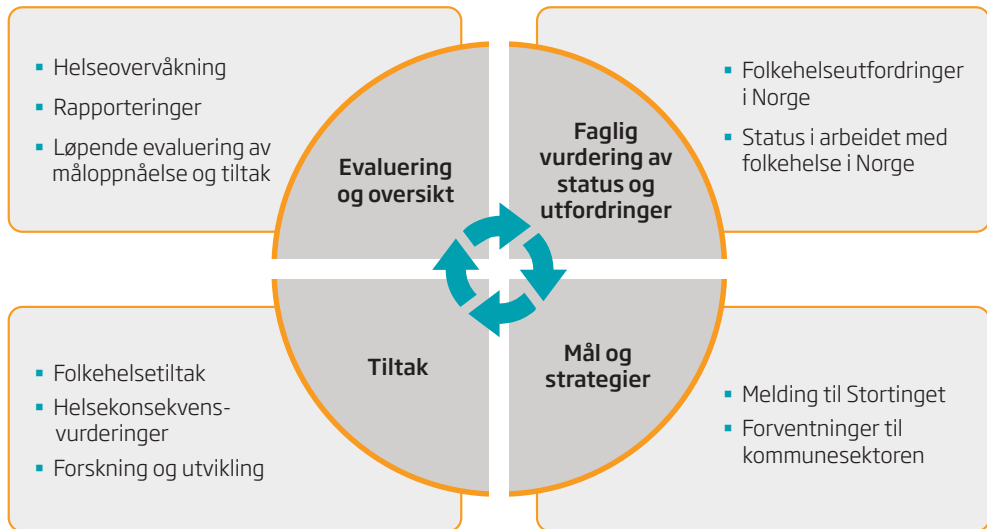 ▪ Helseovervåkning
▪ Rapporteringer
▪ Løpende evaluering av
måloppnåelse og tiltak
Evaluering
og oversikt
Faglig
vurdering av
status og
utfordringer
▪ Folkehelseutfordringer
i Norge
▪ Status i arbeidet med
folkehelse i Norge
▪ Folkehelsetiltak
▪ Helsekonsekvens-
vurderinger
▪ Forskning og utvikling
Tiltak
Mål og
strategier
▪ Melding til Stortinget
▪ Forventninger til
kommunesektoren